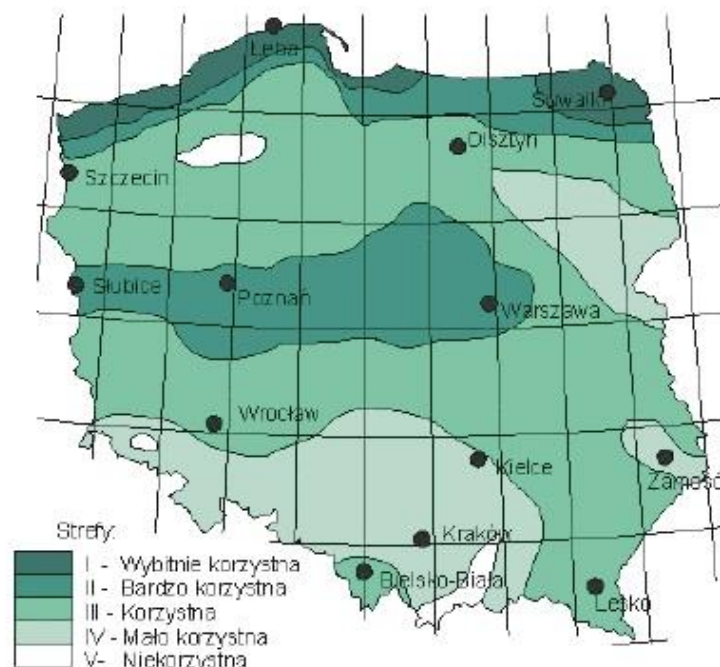 Łeba
Suwałki
Olsztyn
Szczecin
Słubice
Poznań
Warszawa
Wrocław
Kielce
Zamość
Kraków
Bielsko-Biała
Lesko
Strefy:
I - Wybitnie korzystna
II - Bardzo korzystna
III - Korzystna
IV - Mało korzystna
V- Niekorzystna